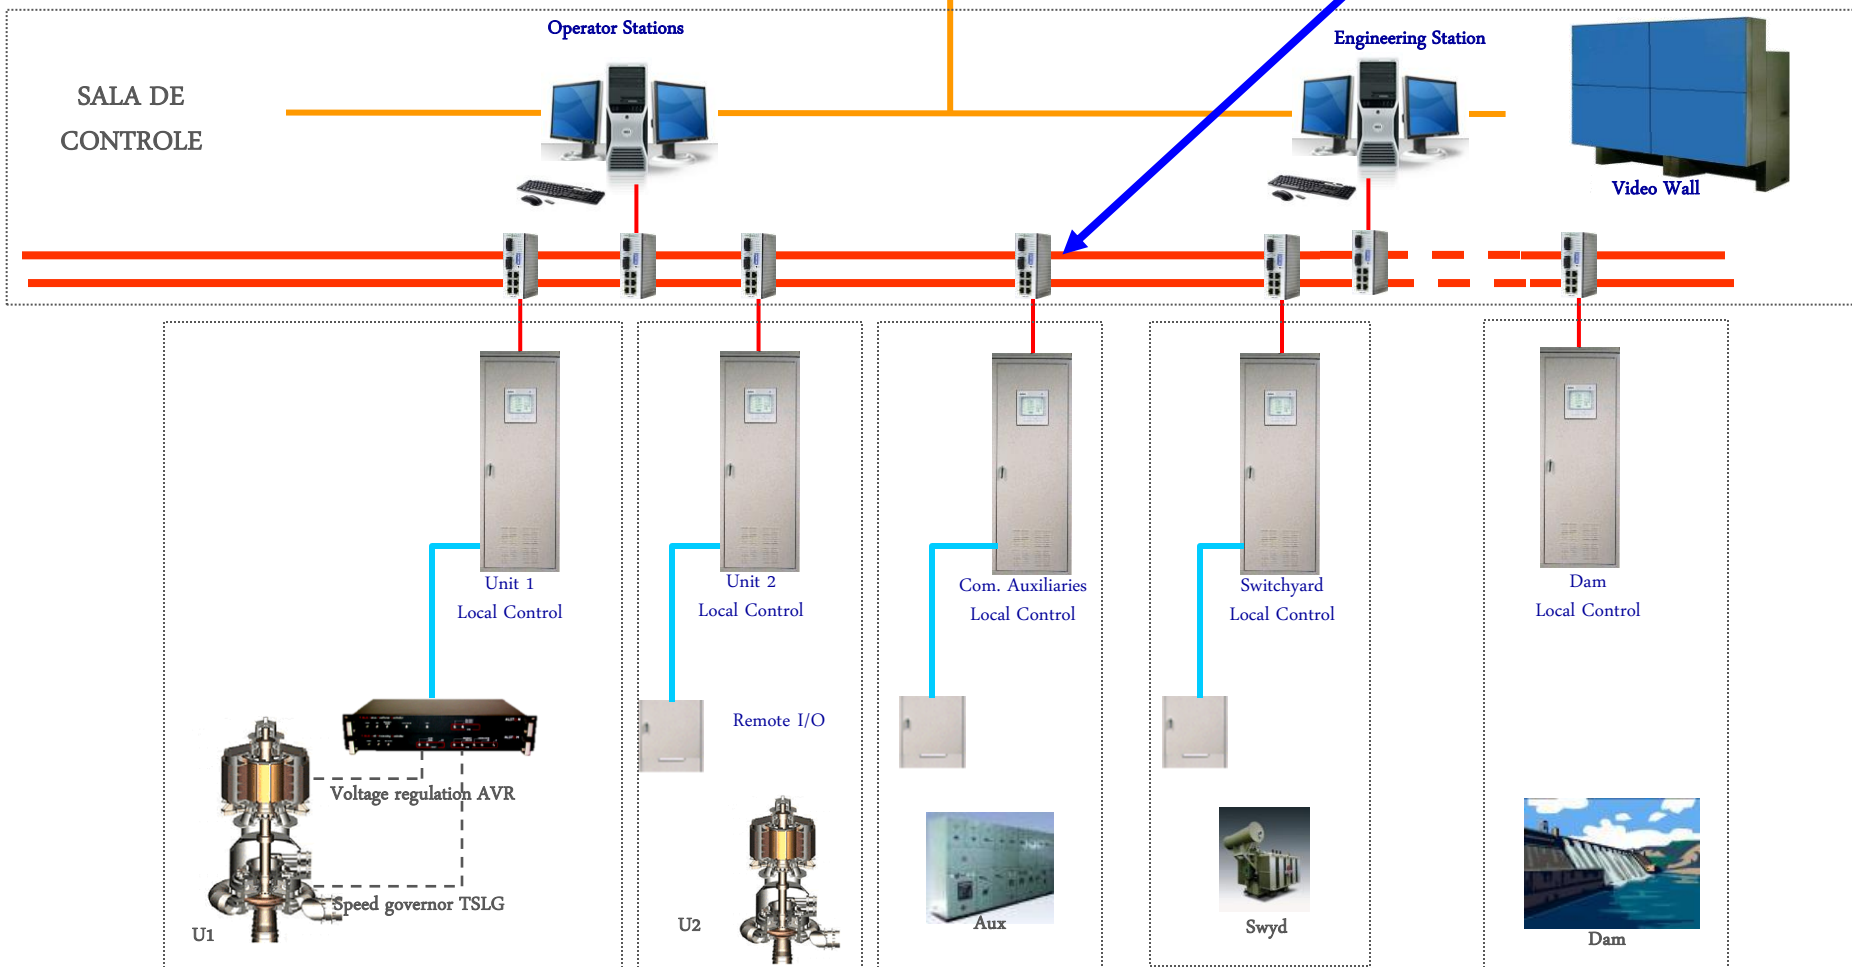 Operator Stations
Engineering Station
SALA DE
CONTROLE
Video Wall
Unit 1
Local Control
Unit 2
Local Control
Com. Auxiliaries
Local Control
Switchyard
Local Control
Dam
Local Control
Remote I/O
Voltage regulation AVR
Speed governor TSLG
U1
U2
Aux
Swyd
Dam